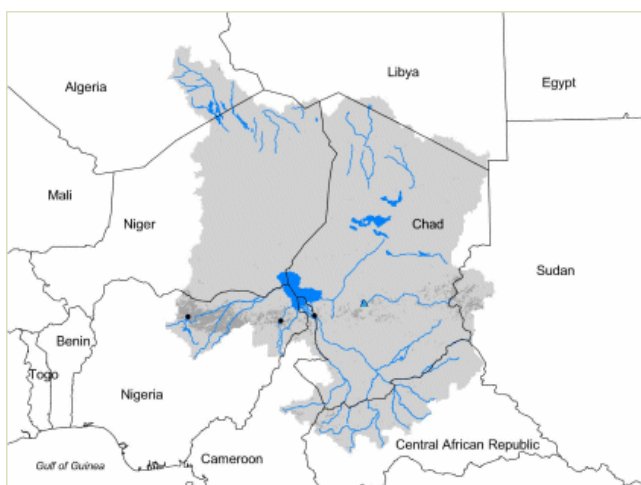 Libya
Algeria
Egypt
Mali
Niger
Chad
Sudan
Benin
Togo
Nigeria
Central African Republic
Cameroon
Gulf of Guinea